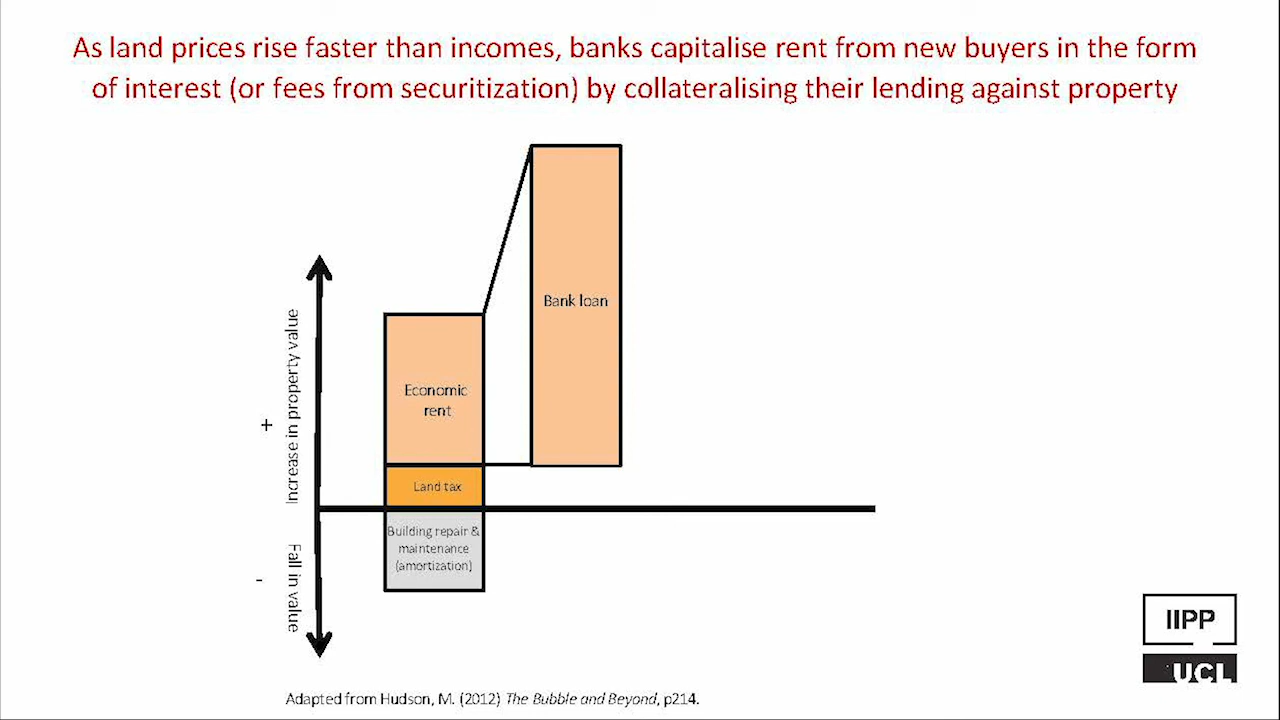 As land prices rise faster than incomes, banks capitalise rent from new buyers in the form
of interest (or fees from securitization) by collateralising their lending against property
Bank loan
Economic
rent
Land tax
Building repair &
maintenance
(amortization)
+
Increase in property value
-
Fall in value
IIPP
UCL
Adapted from Hudson, M. (2012) The Bubble and Beyond, p214.